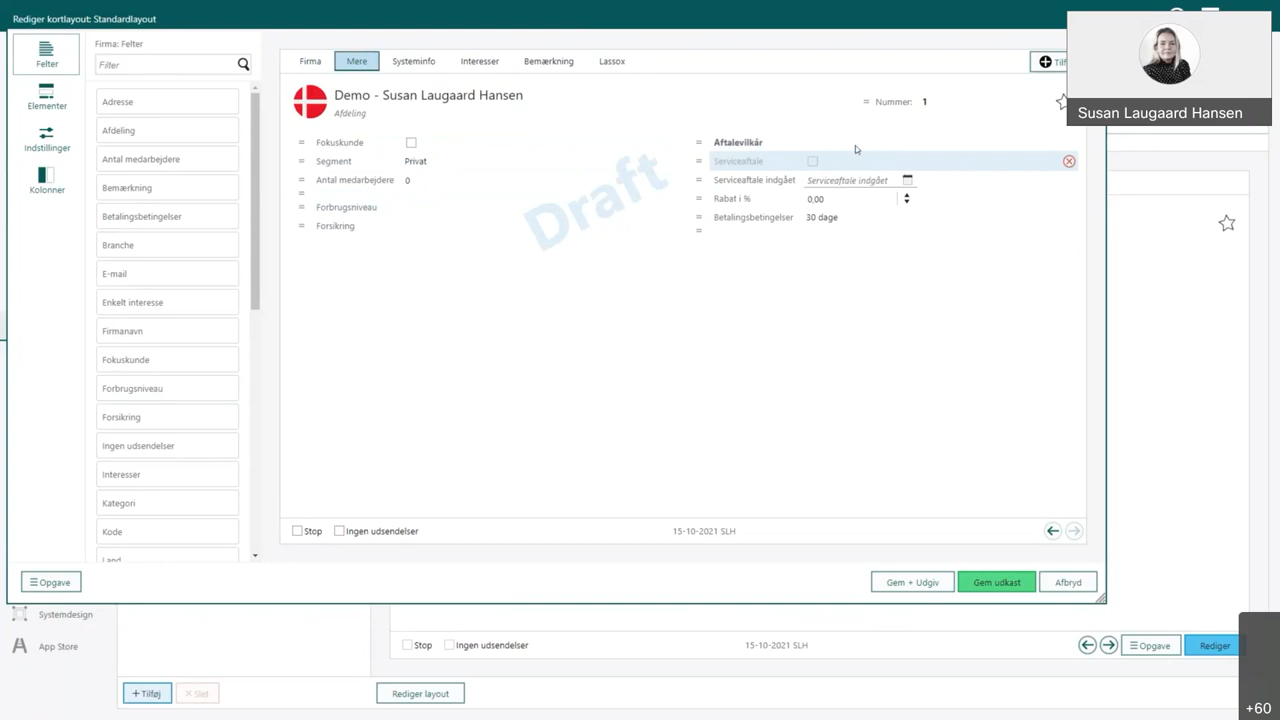 Rediger kortlayout: Standardlayout
Susan Laugaard Hansen
Felter
Elementer
Indstillinger
Kolonner
Firma: Felter
Filter
Adresse
Afdeling
Antal medarbejdere
Bemærkning
Betalingsbetingelser
Branche
E-mail
Enkelt interesse
Firmanavn
Fokuskunde
Forbrugsniveau
Forsikring
Ingen udsendelser
Interesser
Kategori
Kode
Land
Firma Mere Systeminfo Interesser Bemærkning Lassox
Demo - Susan Laugaard Hansen
Afdeling
Nummer: 1
= Fokuskunde
= Segment Privat
= Antal medarbejdere 0
=
= Forbrugsniveau
= Forsikring
= Aftalevilkår
= Serviceaftale
= Serviceaftale indgået Serviceaftale indgået
= Rabat i % 0,00
= Betalingsbetingelser 30 dage
=
Draft
Stop Ingen udsendelser 15-10-2021 SLH
Opgave Gem + Udgiv Gem udkast Afbryd
Systemdesign
App Store
Stop Ingen udsendelser 15-10-2021 SLH Opgave Rediger
+Tilføj × Slet Rediger layout
+60